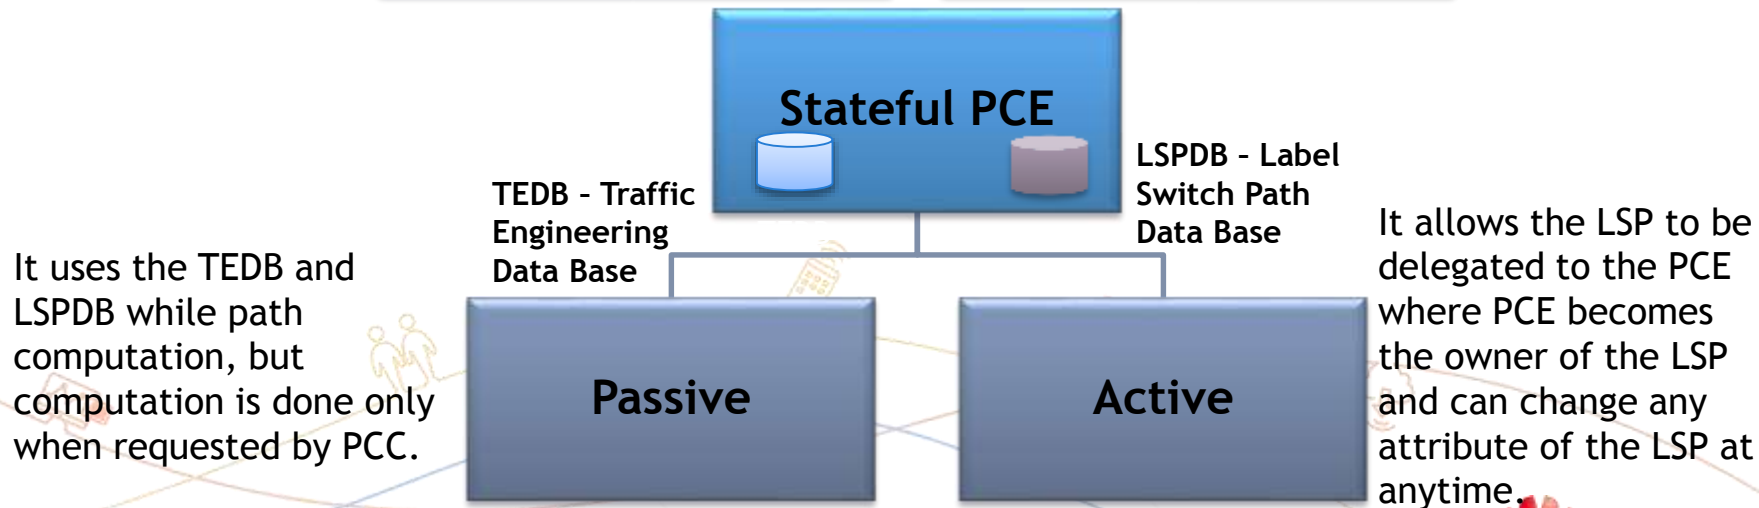 Stateful PCE
TEDB – Traffic
Engineering
Data Base
LSPDB – Label
Switch Path
Data Base
It uses the TEDB and
LSPDB while path
computation, but
computation is done only
when requested by PCC.
Passive
Active
It allows the LSP to be
delegated to the PCE
where PCE becomes
the owner of the LSP
and can change any
attribute of the LSP at
anytime.